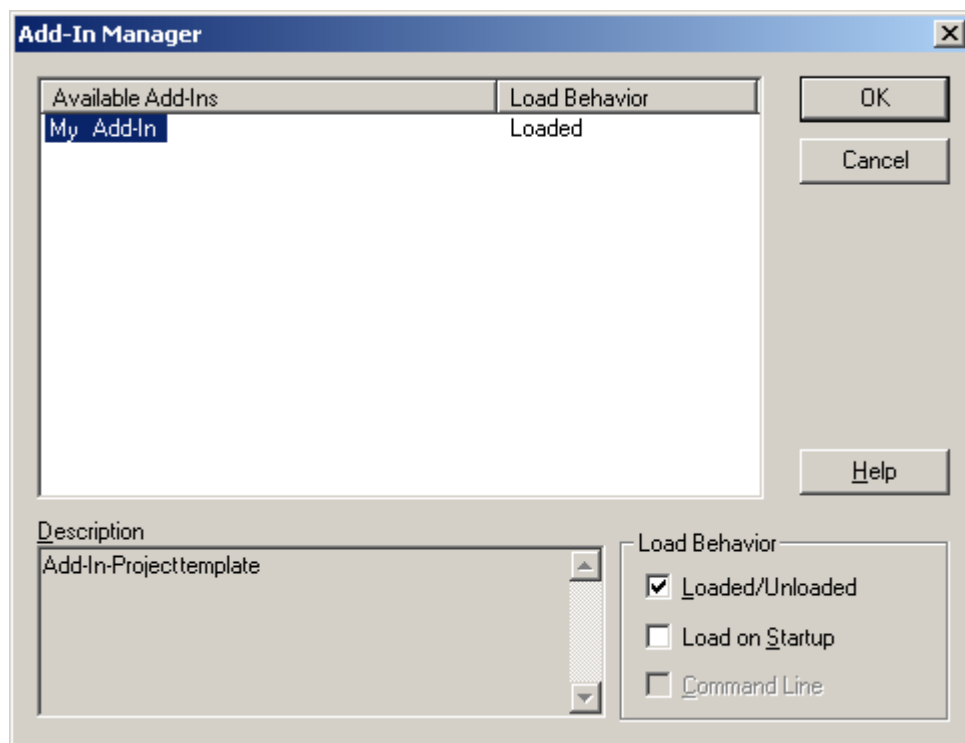 Add-In Manager
Available Add-Ins Load Behavior
My Add-In Loaded
OK
Cancel
Help
Description
Add-In-Projecttemplate
Load Behavior
Loaded/Unloaded
Load on Startup
Command Line